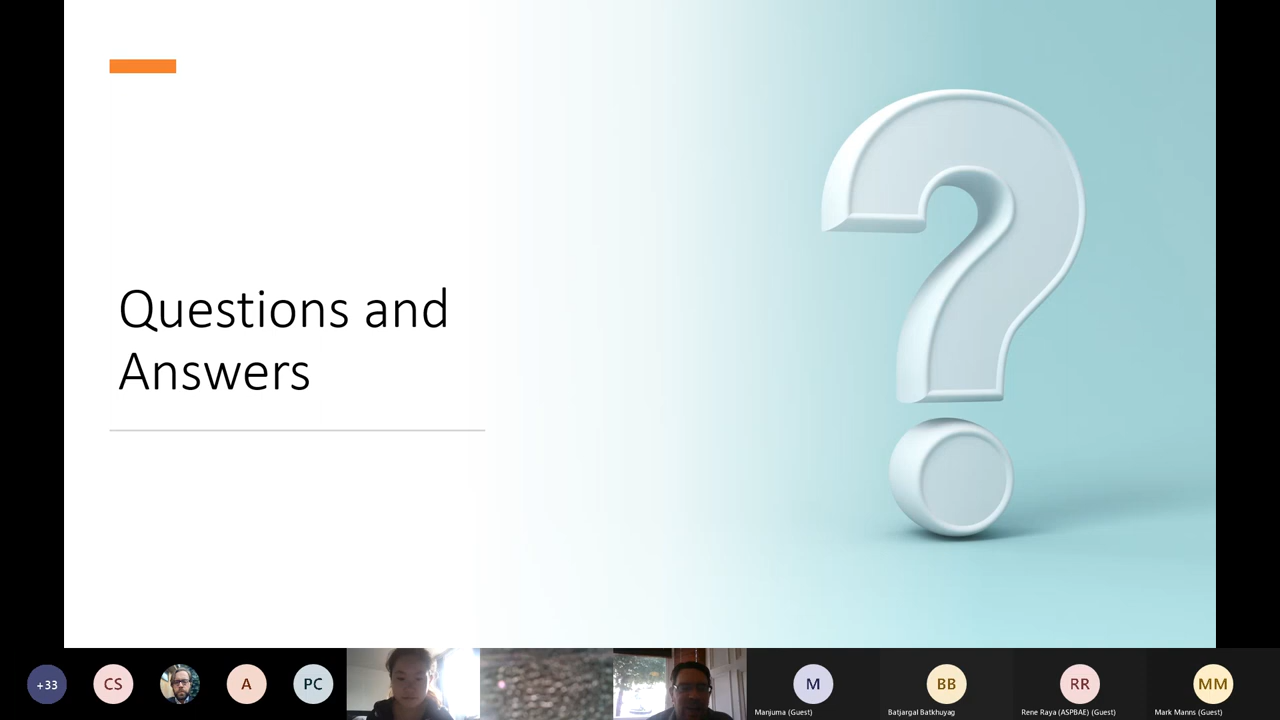 Questions and
Answers
+33
CS
A
PC
M
Manjuma (Guest)
BB
Batjargal Batkhuyag
RR
Rene Raya (ASPBAE) (Guest)
MM
Mark Manns (Guest)